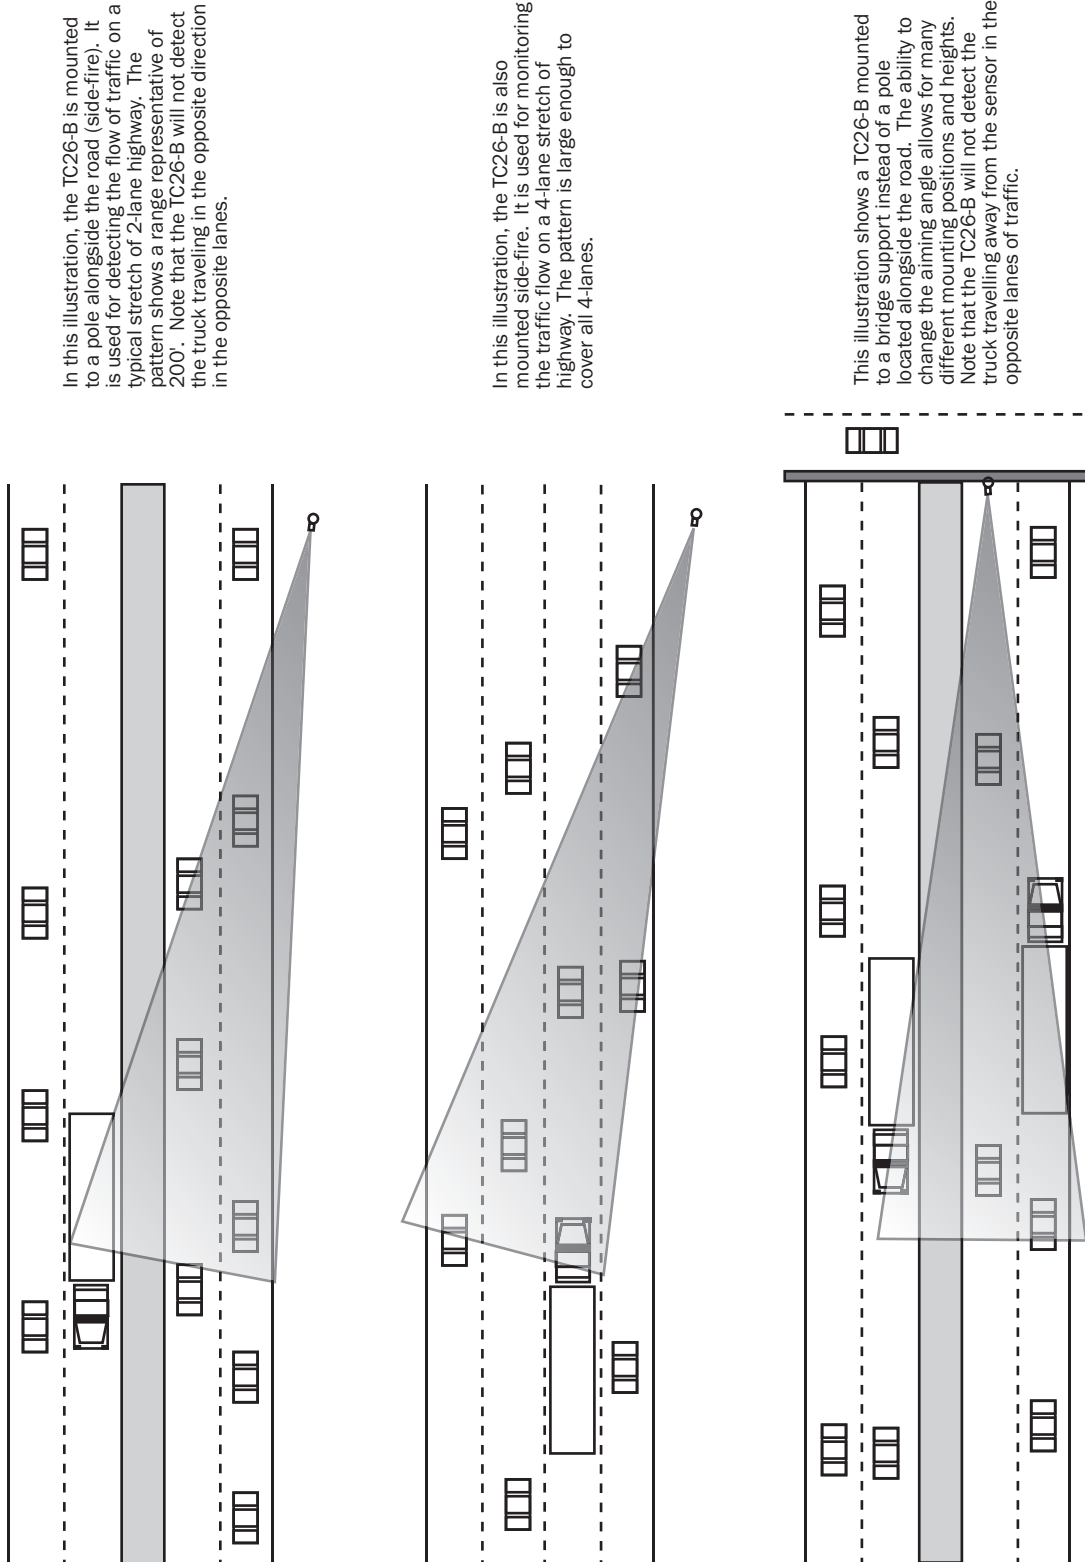 In this illustration, the TC26-B is mounted
to a pole alongside the road (side-fire).  It
is used for detecting the flow of traffic on a
typical stretch of 2-lane highway.  The
pattern shows a range representative of
200'.  Note that the TC26-B will not detect
the truck traveling in the opposite direction
in the opposite lanes.
In this illustration, the TC26-B is also
mounted side-fire.  It is used for monitoring
the traffic flow on a 4-lane stretch of
highway.  The pattern is large enough to
cover all 4-lanes.
This illustration shows a TC26-B mounted
to a bridge support instead of a pole
located alongside the road.  The ability to
change the aiming angle allows for many
different mounting positions and heights.
Note that the TC26-B will not detect the
truck travelling away from the sensor in the
opposite lanes of traffic.